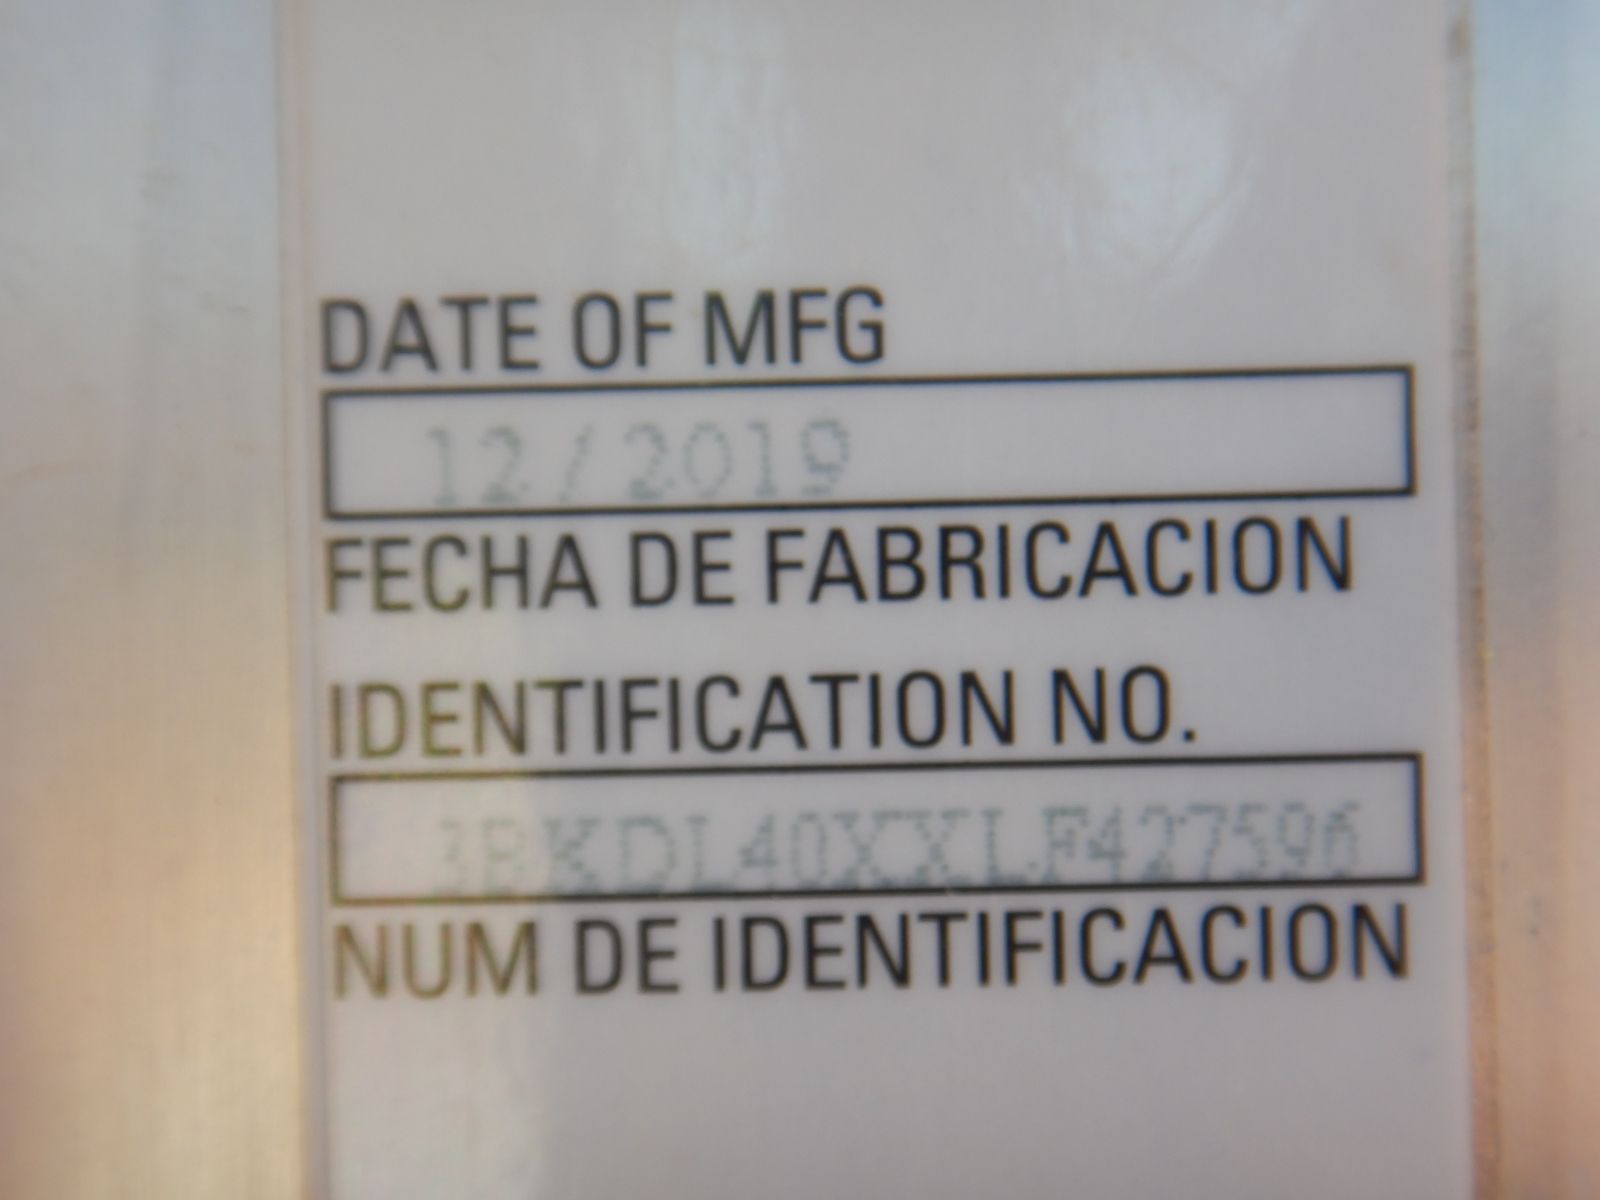 DATE OF MFG
12/2019
FECHA DE FABRICACION
IDENTIFICATION NO.
3BKDL40XXLF427596
NUM DE IDENTIFICACION